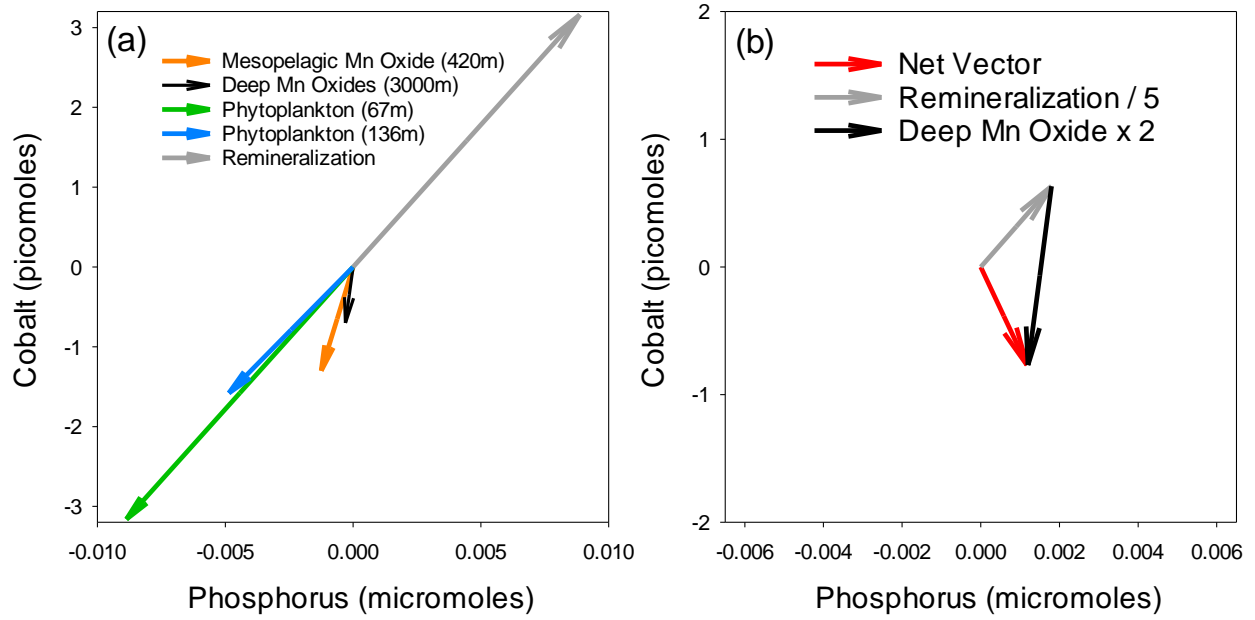 (a)
Mesopelagic Mn Oxide (420m)
Deep Mn Oxides (3000m)
Phytoplankton (67m)
Phytoplankton (136m)
Remineralization
3
2
1
0
-1
-2
-3
Cobalt (picomoles)
-0.010 -0.005 0.000 0.005 0.010
Phosphorus (micromoles)
(b)
Net Vector
Remineralization / 5
Deep Mn Oxide x 2
2
1
0
-1
-2
Cobalt (picomoles)
-0.006 -0.004 -0.002 0.000 0.002 0.004 0.006
Phosphorus (micromoles)